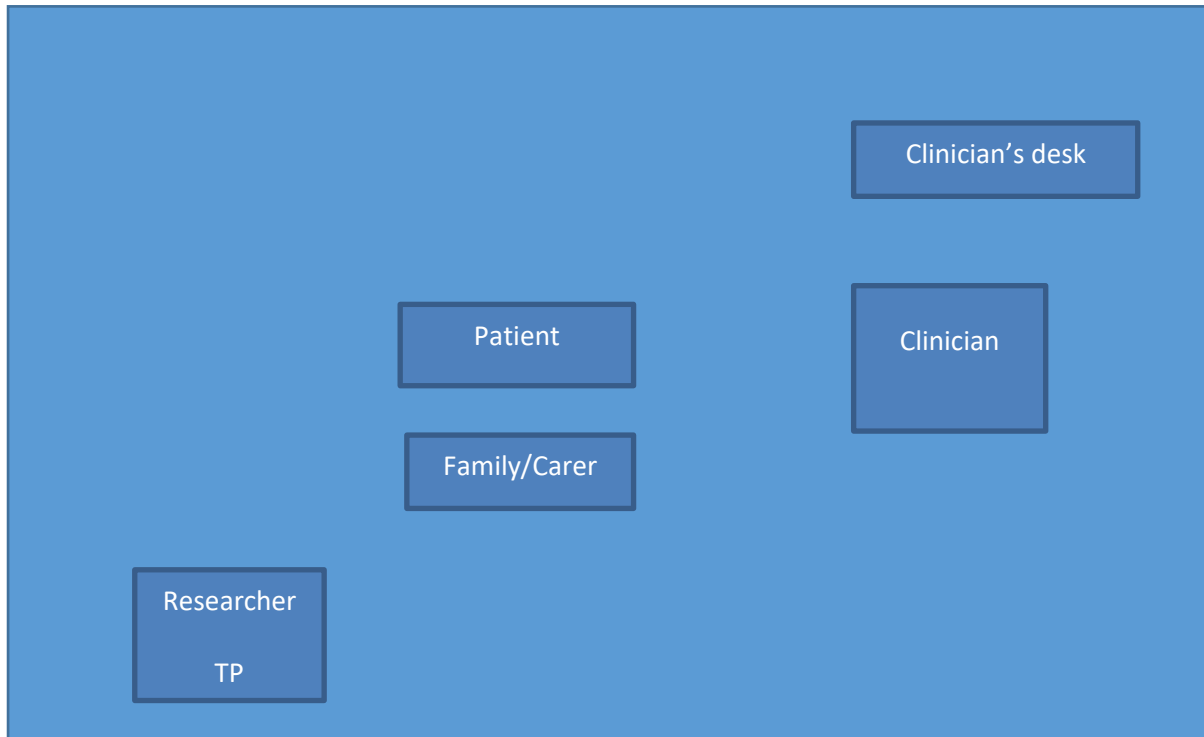 Clinician’s desk
Patient
Clinician
Family/Carer
Researcher
TP